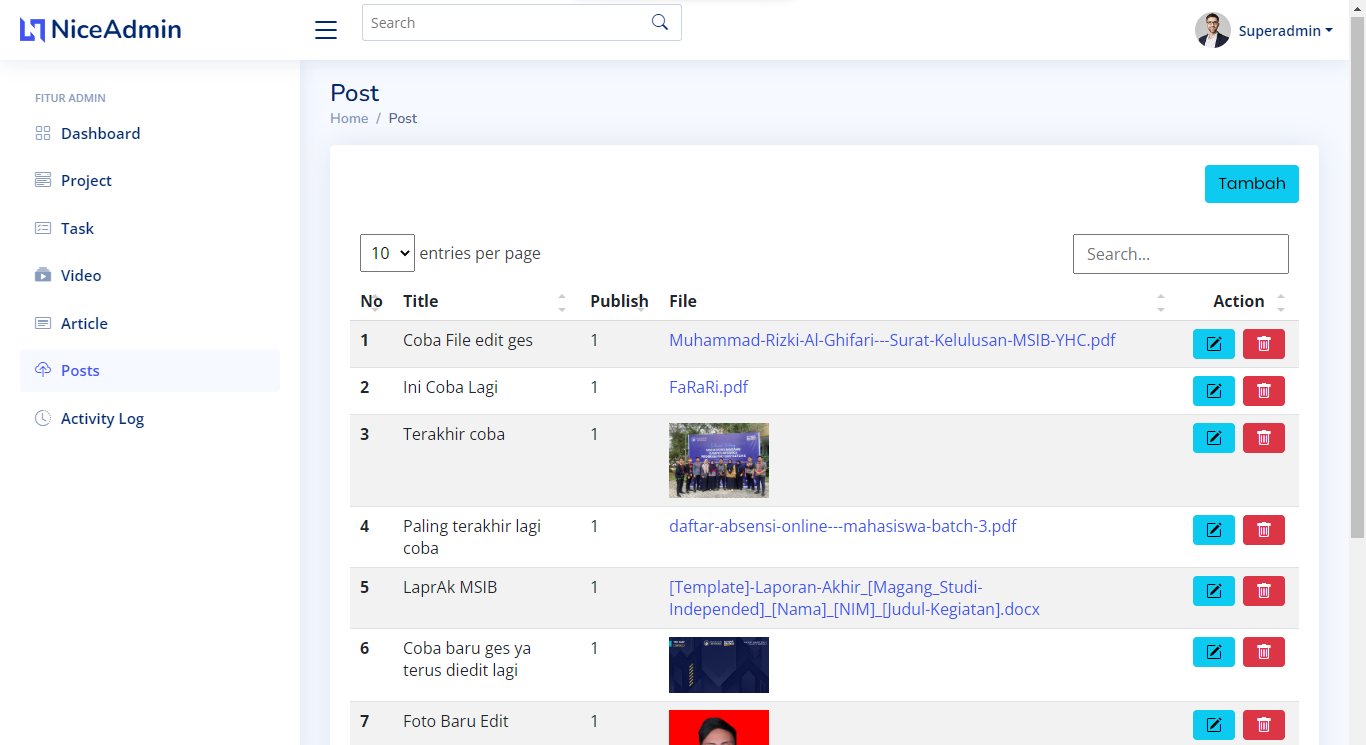 NiceAdmin
Search
Superadmin
FITUR ADMIN
Dashboard
Project
Task
Video
Article
Posts
Activity Log
Post
Home / Post
Tambah
10 entries per page
Search...
No Title Publish File Action
1 Coba File edit ges 1 Muhammad-Rizki-Al-Ghifari---Surat-Kelulusan-MSIB-YHC.pdf
2 Ini Coba Lagi 1 FaRaRi.pdf
3 Terakhir coba 1
4 Paling terakhir lagi 1 daftar-absensi-online---mahasiswa-batch-3.pdf
coba
5 LaprAk MSIB 1 [Template]-Laporan-Akhir_[Magang_Studi-
Independed]_[Nama]_[NIM]_[Judul-Kegiatan].docx
6 Coba baru ges ya 1
terus diedit lagi
7 Foto Baru Edit 1